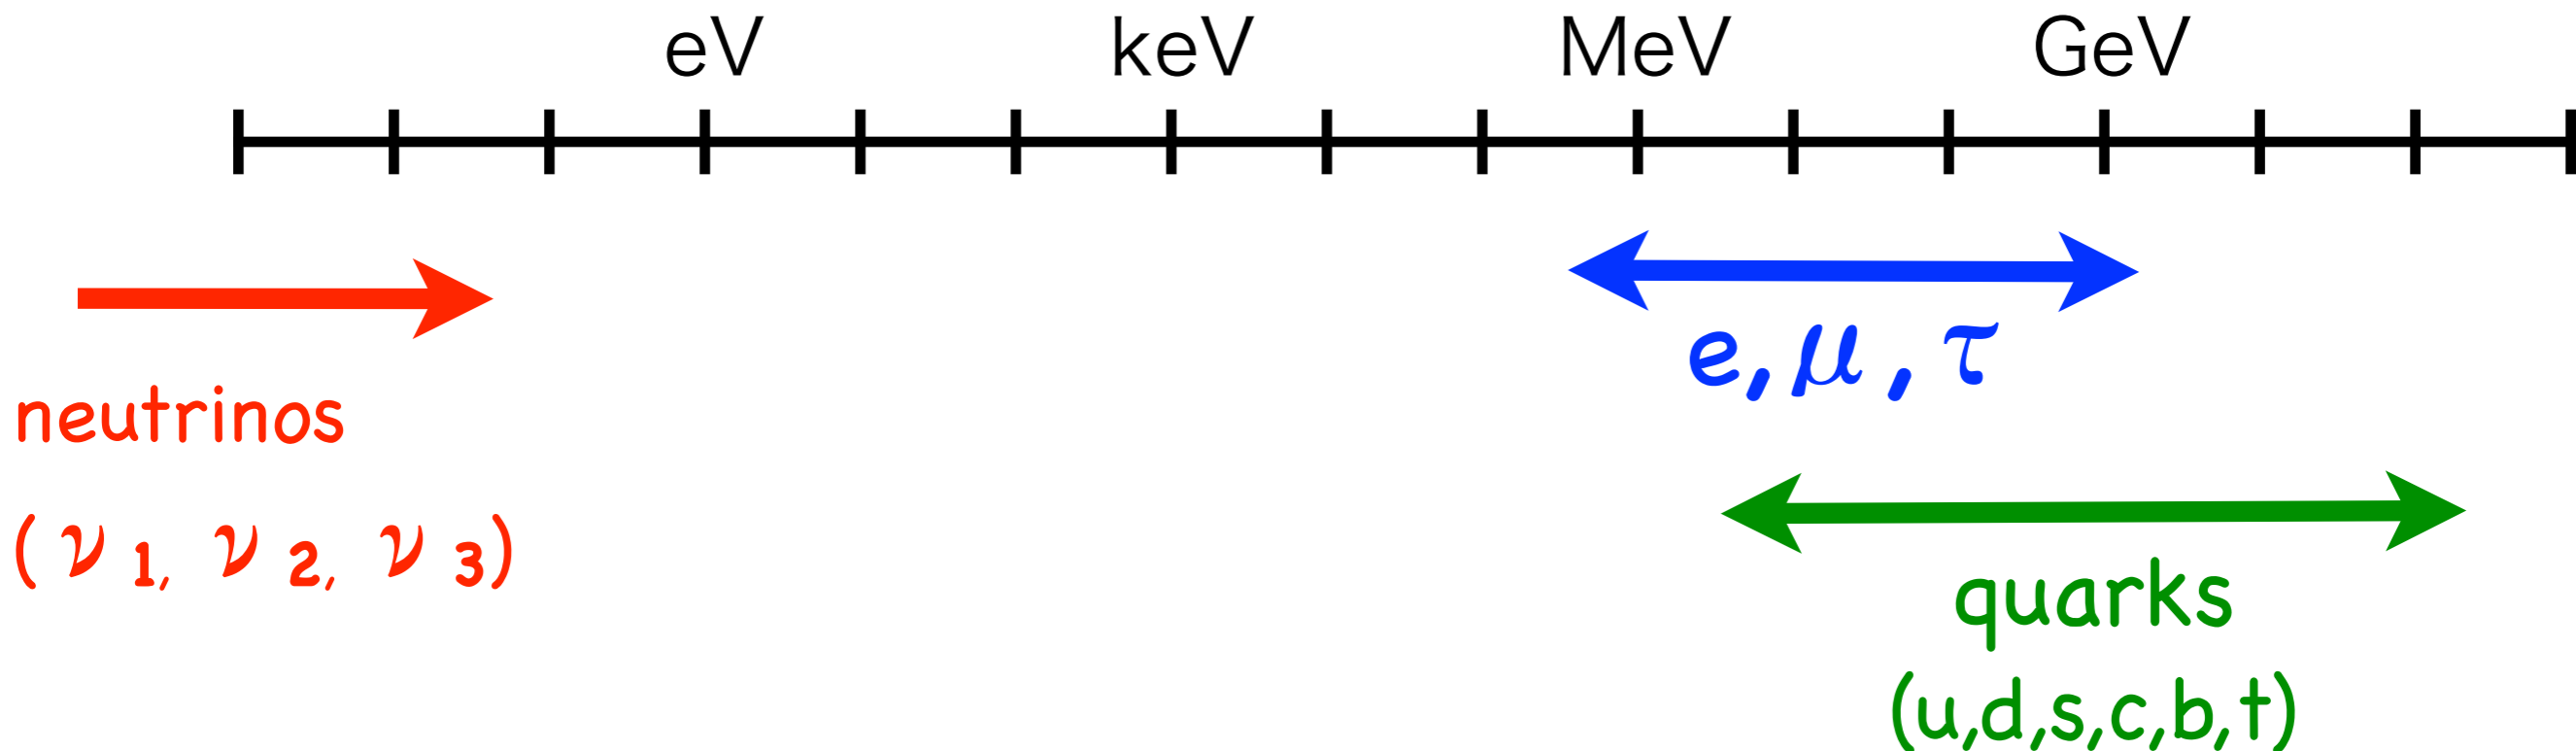 eV keV MeV GeV
e, μ, τ
neutrinos
(ν1, ν2, ν3)
quarks
(u,d,s,c,b,t)